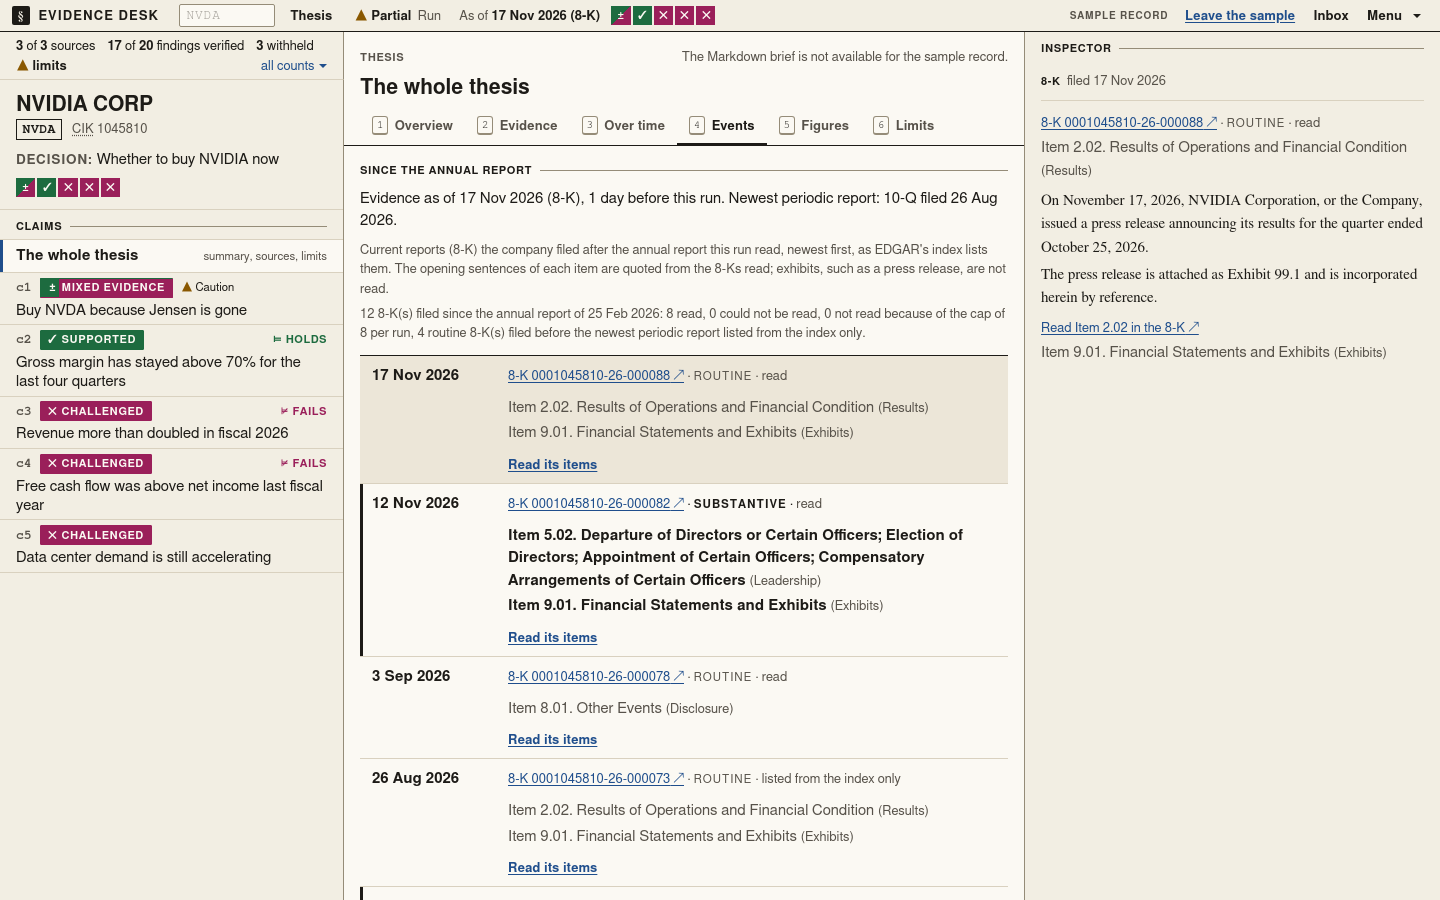 § EVIDENCE DESK NVDA Thesis ▲ Partial Run As of 17 Nov 2026 (8-K) ± ✓ ✕ ✕ ✕ SAMPLE RECORD Leave the sample Inbox Menu
3 of 3 sources 17 of 20 findings verified 3 withheld
▲ limits all counts
NVIDIA CORP
NVDA CIK 1045810
DECISION: Whether to buy NVIDIA now
± ✓ ✕ ✕ ✕
CLAIMS
The whole thesis summary, sources, limits
c1 ± MIXED EVIDENCE ▲ Caution
Buy NVDA because Jensen is gone
c2 ✓ SUPPORTED ⊨ HOLDS
Gross margin has stayed above 70% for the
last four quarters
c3 ✕ CHALLENGED ⊭ FAILS
Revenue more than doubled in fiscal 2026
c4 ✕ CHALLENGED ⊭ FAILS
Free cash flow was above net income last fiscal
year
c5 ✕ CHALLENGED
Data center demand is still accelerating
THESIS The Markdown brief is not available for the sample record.
The whole thesis
1 Overview 2 Evidence 3 Over time 4 Events 5 Figures 6 Limits
SINCE THE ANNUAL REPORT
Evidence as of 17 Nov 2026 (8-K), 1 day before this run. Newest periodic report: 10-Q filed 26 Aug
2026.
Current reports (8-K) the company filed after the annual report this run read, newest first, as EDGAR's index lists
them. The opening sentences of each item are quoted from the 8-Ks read; exhibits, such as a press release, are not
read.
12 8-K(s) filed since the annual report of 25 Feb 2026: 8 read, 0 could not be read, 0 not read because of the cap of
8 per run, 4 routine 8-K(s) filed before the newest periodic report listed from the index only.
17 Nov 2026 8-K 0001045810-26-000088 ↗ · ROUTINE · read
Item 2.02. Results of Operations and Financial Condition (Results)
Item 9.01. Financial Statements and Exhibits (Exhibits)
Read its items
12 Nov 2026 8-K 0001045810-26-000082 ↗ · SUBSTANTIVE · read
Item 5.02. Departure of Directors or Certain Officers; Election of
Directors; Appointment of Certain Officers; Compensatory
Arrangements of Certain Officers (Leadership)
Item 9.01. Financial Statements and Exhibits (Exhibits)
Read its items
3 Sep 2026 8-K 0001045810-26-000078 ↗ · ROUTINE · read
Item 8.01. Other Events (Disclosure)
Read its items
26 Aug 2026 8-K 0001045810-26-000073 ↗ · ROUTINE · listed from the index only
Item 2.02. Results of Operations and Financial Condition (Results)
Item 9.01. Financial Statements and Exhibits (Exhibits)
Read its items
INSPECTOR
8-K filed 17 Nov 2026
8-K 0001045810-26-000088 ↗ · ROUTINE · read
Item 2.02. Results of Operations and Financial Condition
(Results)
On November 17, 2026, NVIDIA Corporation, or the Company,
issued a press release announcing its results for the quarter ended
October 25, 2026.
The press release is attached as Exhibit 99.1 and is incorporated
herein by reference.
Read Item 2.02 in the 8-K ↗
Item 9.01. Financial Statements and Exhibits (Exhibits)